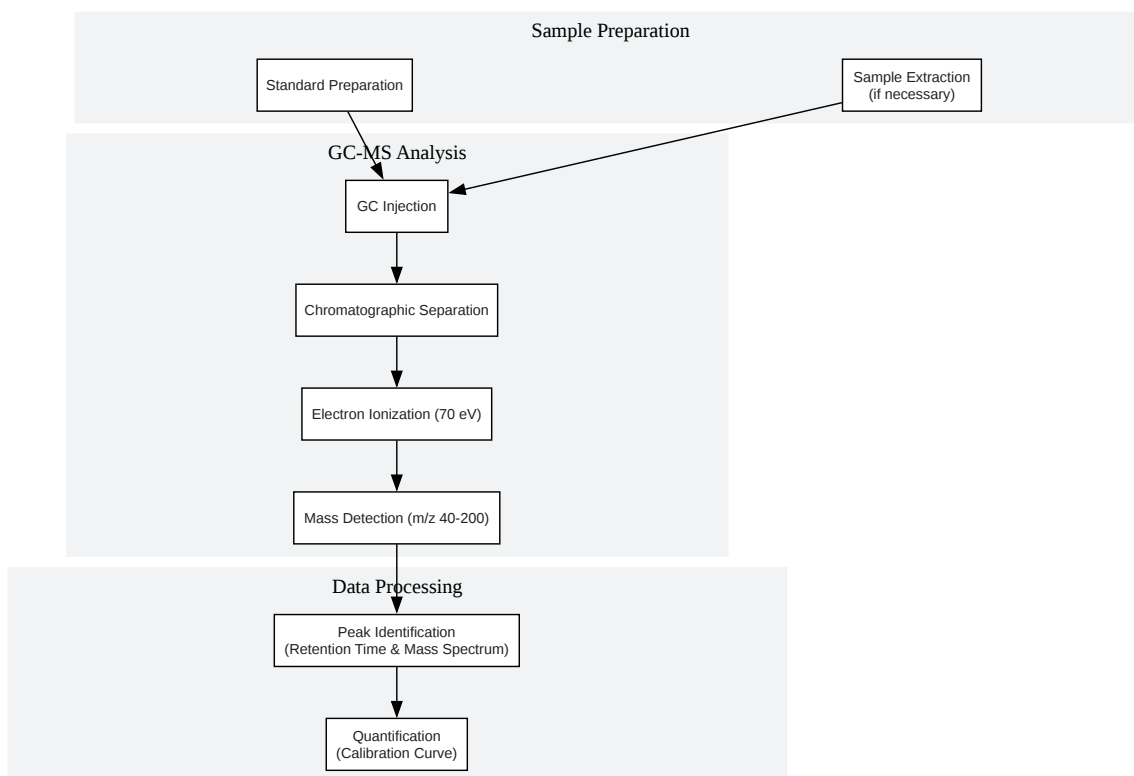 Sample Preparation
Standard Preparation
Sample Extraction
(if necessary)
GC-MS Analysis
GC Injection
Chromatographic Separation
Electron Ionization (70 eV)
Mass Detection (m/z 40-200)
Data Processing
Peak Identification
(Retention Time & Mass Spectrum)
Quantification
(Calibration Curve)